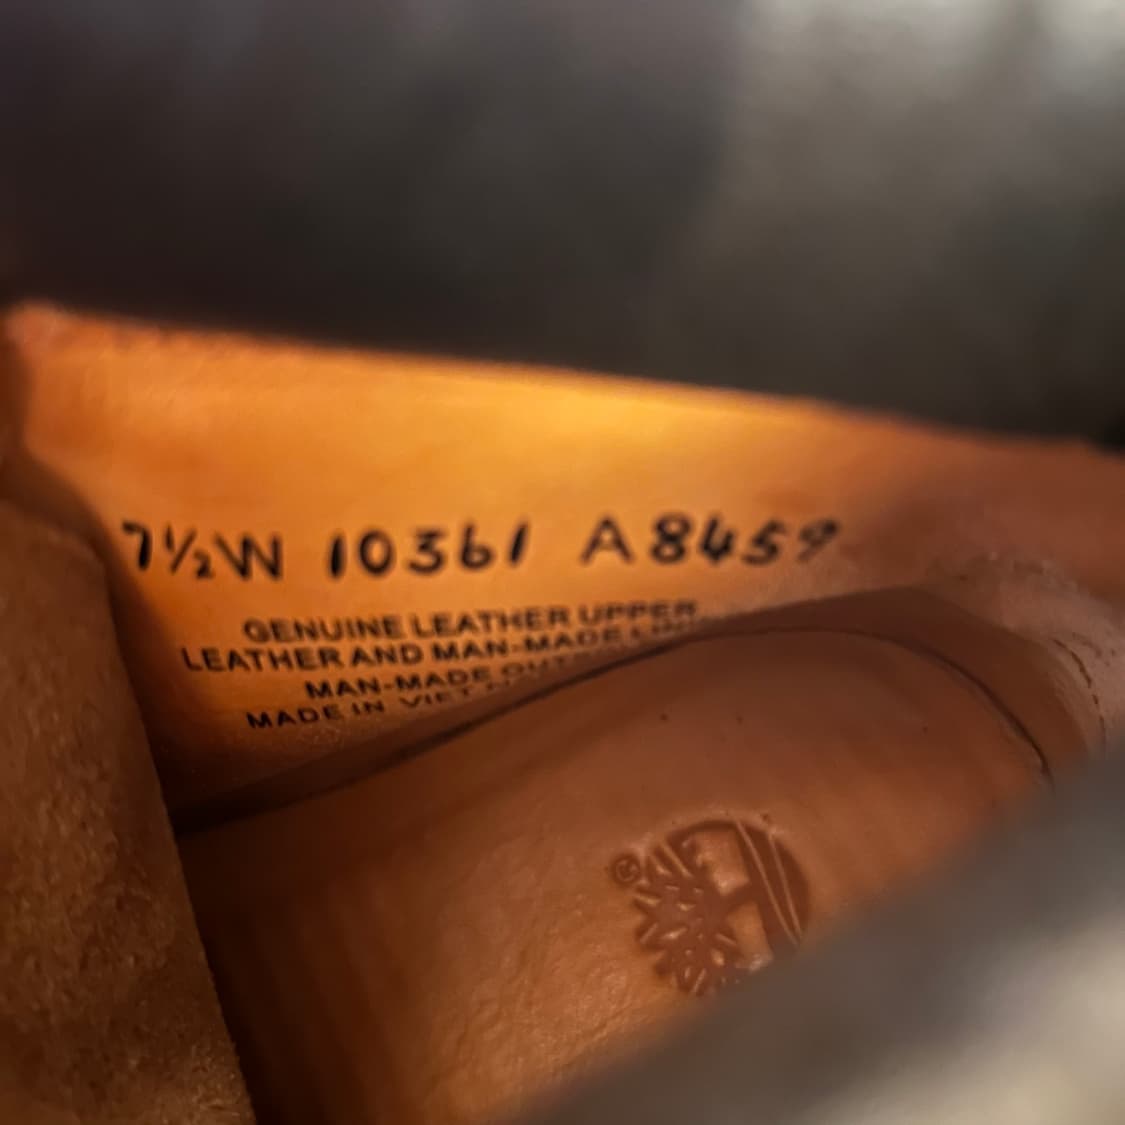 7½W 10361 A8459
GENUINE LEATHER UPPER
LEATHER AND MAN-MADE
MAN-MADE
MADE IN
®